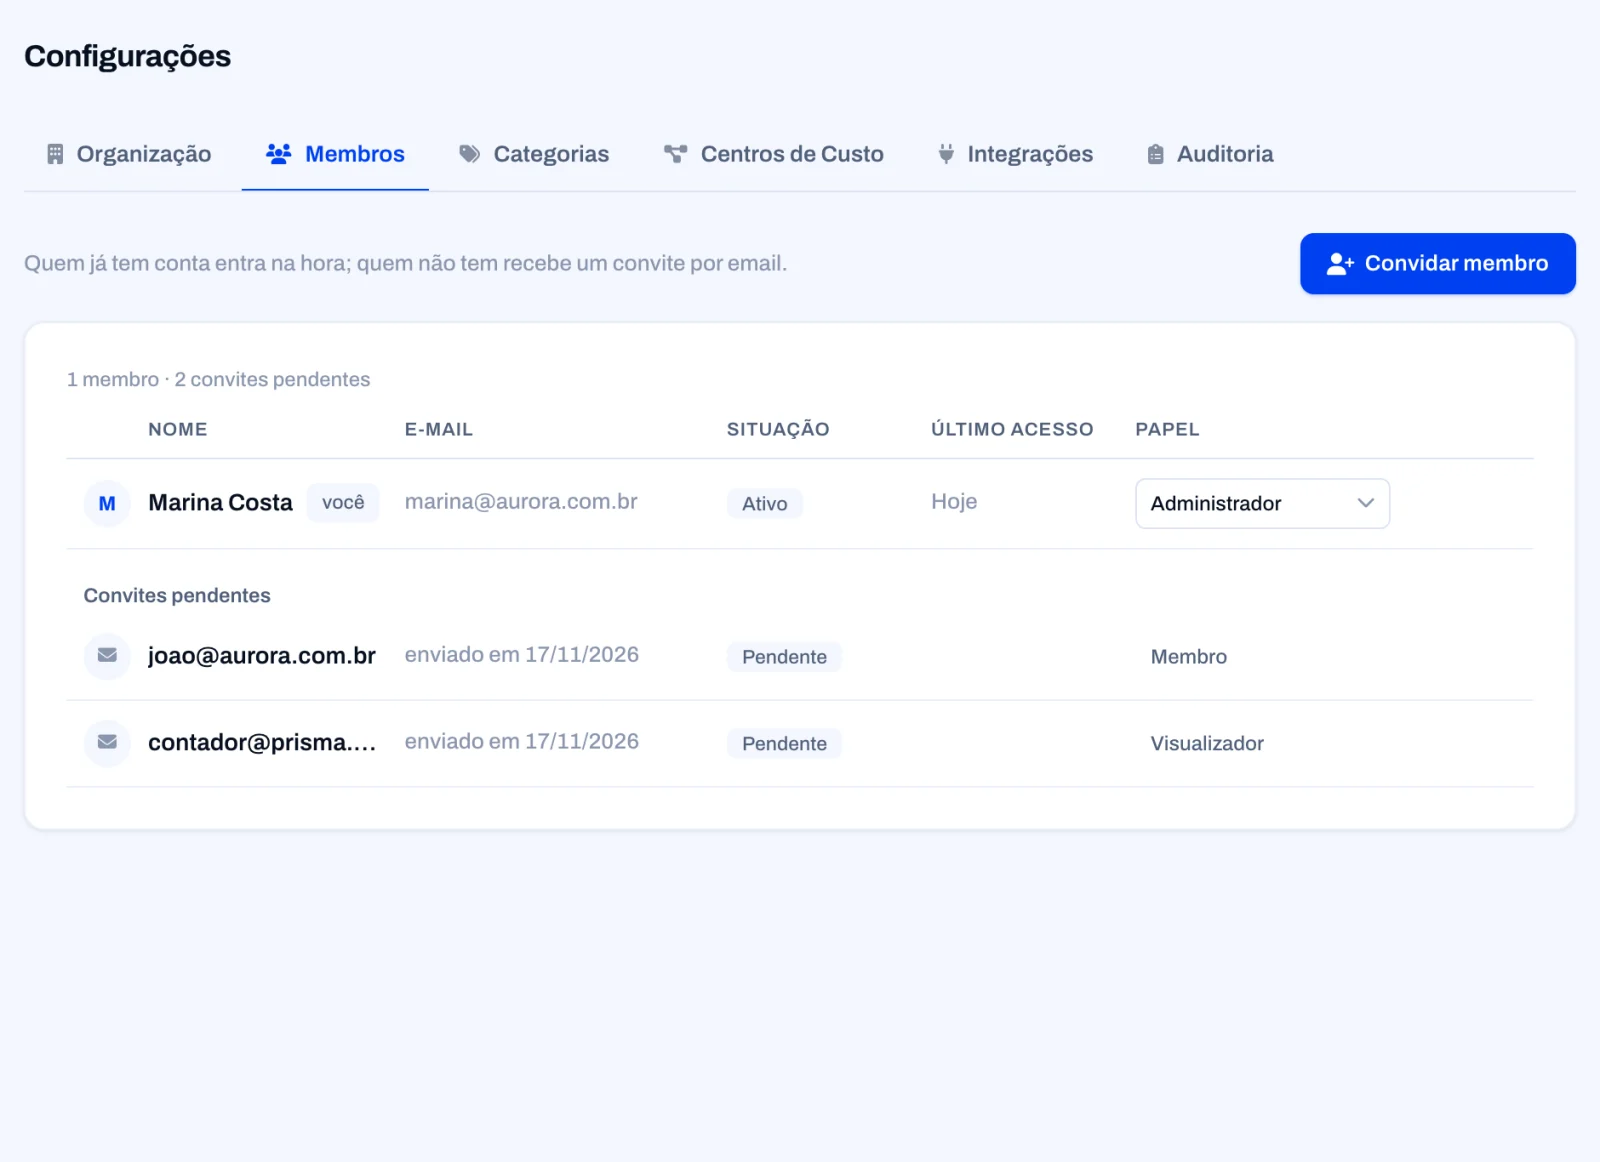 Configurações
Organização Membros Categorias Centros de Custo Integrações Auditoria
Quem já tem conta entra na hora; quem não tem recebe um convite por email. Convidar membro
1 membro · 2 convites pendentes
NOME E-MAIL SITUAÇÃO ÚLTIMO ACESSO PAPEL
M Marina Costa você marina@aurora.com.br Ativo Hoje Administrador
Convites pendentes
joao@aurora.com.br enviado em 17/11/2026 Pendente Membro
contador@prisma.... enviado em 17/11/2026 Pendente Visualizador